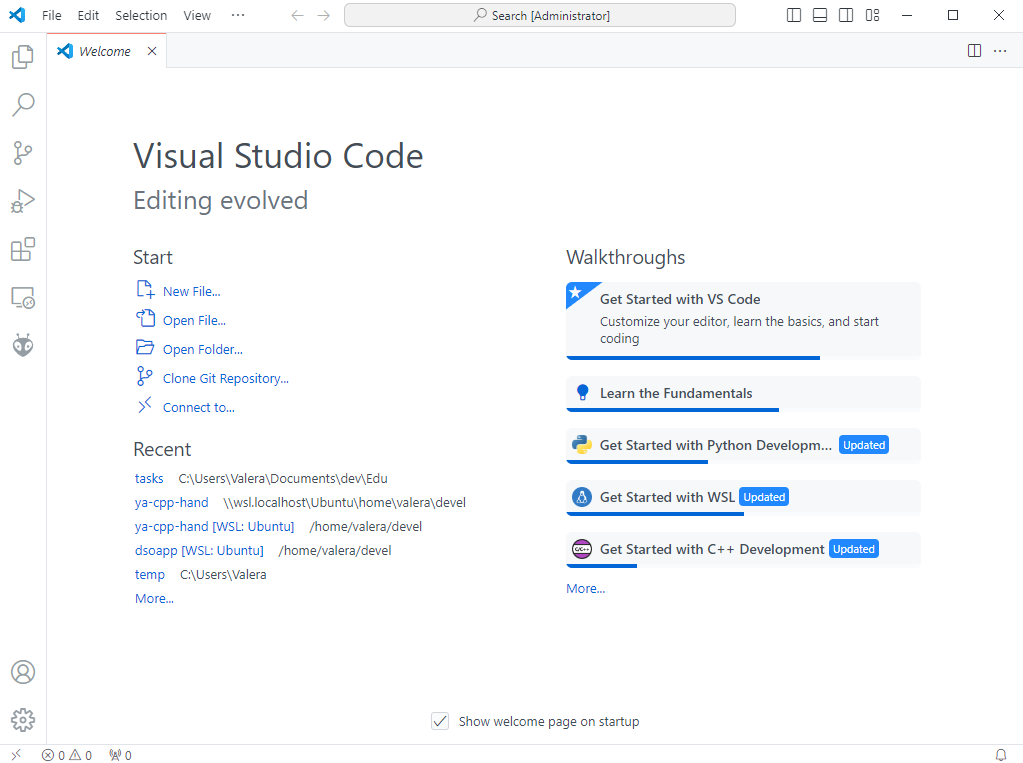 File Edit Selection View ··· Search [Administrator]
Welcome
Visual Studio Code
Editing evolved
Start
New File...
Open File...
Open Folder...
Clone Git Repository...
Connect to...
Recent
tasks C:\Users\Valera\Documents\dev\Edu
ya-cpp-hand \\wsl.localhost\Ubuntu\home\valera\devel
ya-cpp-hand [WSL: Ubuntu] /home/valera/devel
dsoapp [WSL: Ubuntu] /home/valera/devel
temp C:\Users\Valera
More...
Walkthroughs
Get Started with VS Code
Customize your editor, learn the basics, and start
coding
Learn the Fundamentals
Get Started with Python Developm... Updated
Get Started with WSL Updated
C/C++ Get Started with C++ Development Updated
More...
Show welcome page on startup
0 0 0